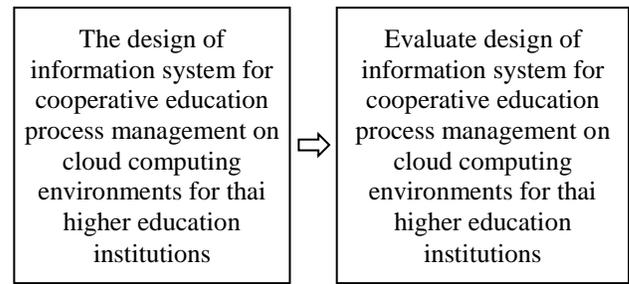 The design of
information system for
cooperative education
process management on
cloud computing
environments for thai
higher education
institutions
Evaluate design of
information system for
cooperative education
process management on
cloud computing
environments for thai
higher education
institutions